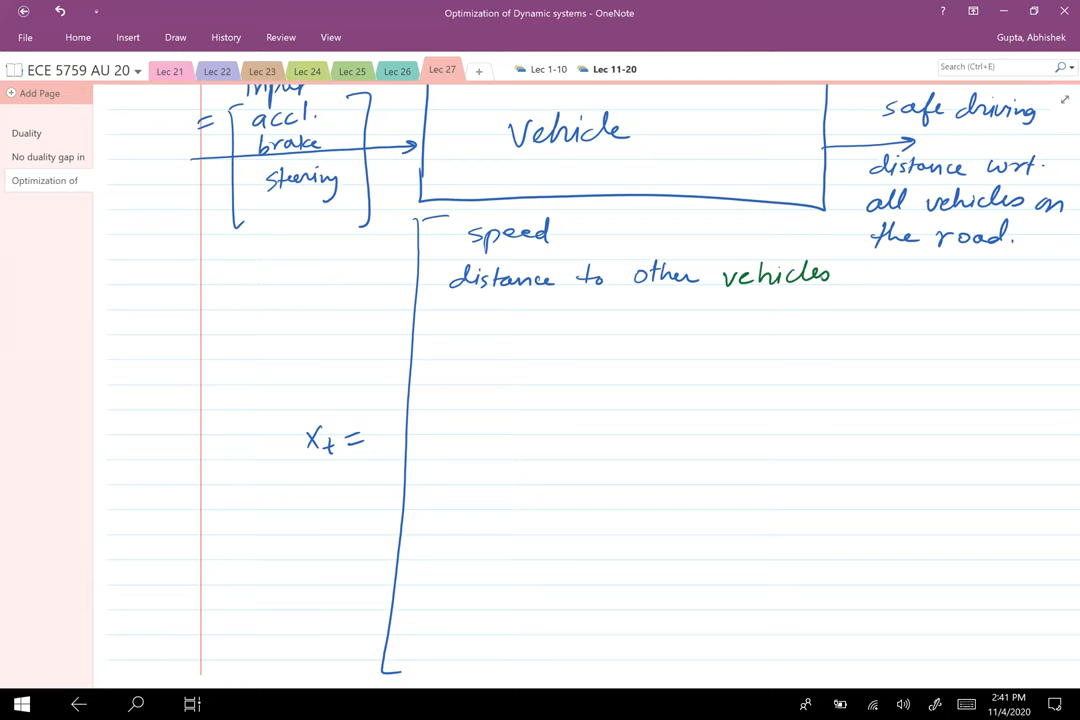 Optimization of Dynamic systems - OneNote
?
Gupta, Abhishek
File Home Insert Draw History Review View
ECE 5759 AU 20 Lec 21 Lec 22 Lec 23 Lec 24 Lec 25 Lec 26 Lec 27 + Lec 1-10 Lec 11-20
Search (Ctrl+E)
Add Page
Duality
No duality gap in
Optimization of
input
= accl.
brake
steering
vehicle
safe driving
distance wrt.
all vehicles on
the road.
speed
distance to other vehicles
x_t =
2:41 PM
11/4/2020